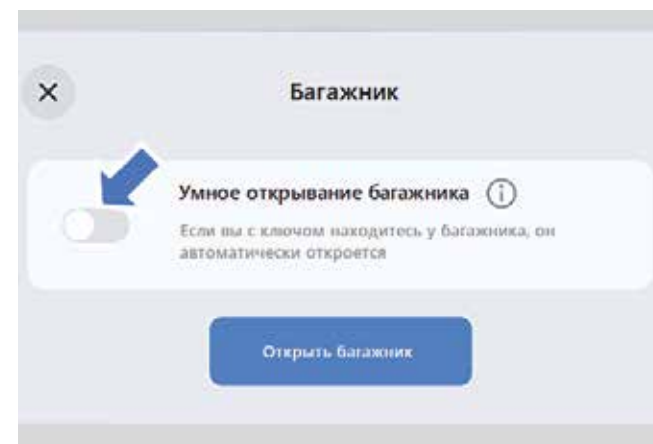 Багажник
Умное открывание багажника
Если вы с ключом находитесь у багажника, он
автоматически откроется
Открыть багажник